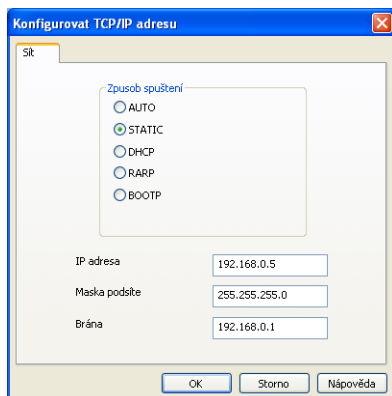 Konfigurovat TCP/IP adresu
Sít
Zpusob spuštení
AUTO
STATIC
DHCP
RARP
BOOTP
IP adresa 192.168.0.5
Maska podsíte 255.255.255.0
Brána 192.168.0.1
OK Storno Nápověda